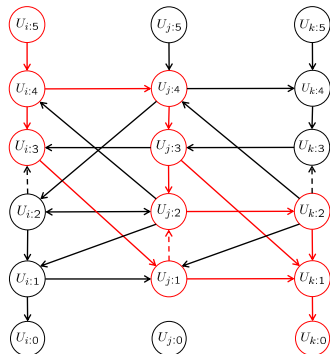 U_{i:5} U_{j:5} U_{k:5}
U_{i:4} U_{j:4} U_{k:4}
U_{i:3} U_{j:3} U_{k:3}
U_{i:2} U_{j:2} U_{k:2}
U_{i:1} U_{j:1} U_{k:1}
U_{i:0} U_{j:0} U_{k:0}